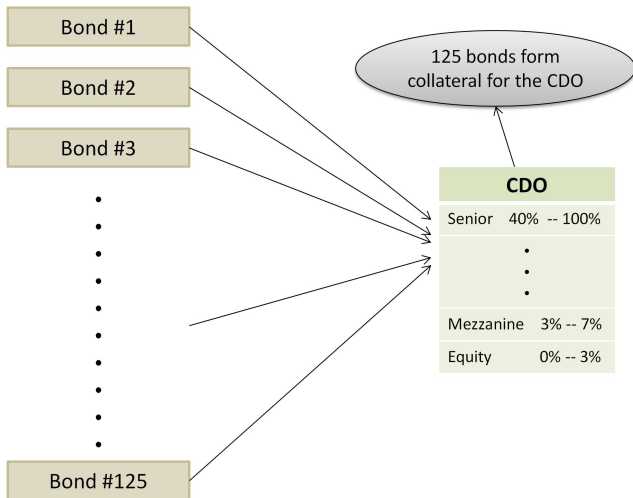 Bond #1
Bond #2
Bond #3
Bond #125
125 bonds form
collateral for the CDO
CDO
Senior 40% -- 100%
Mezzanine 3% -- 7%
Equity 0% -- 3%